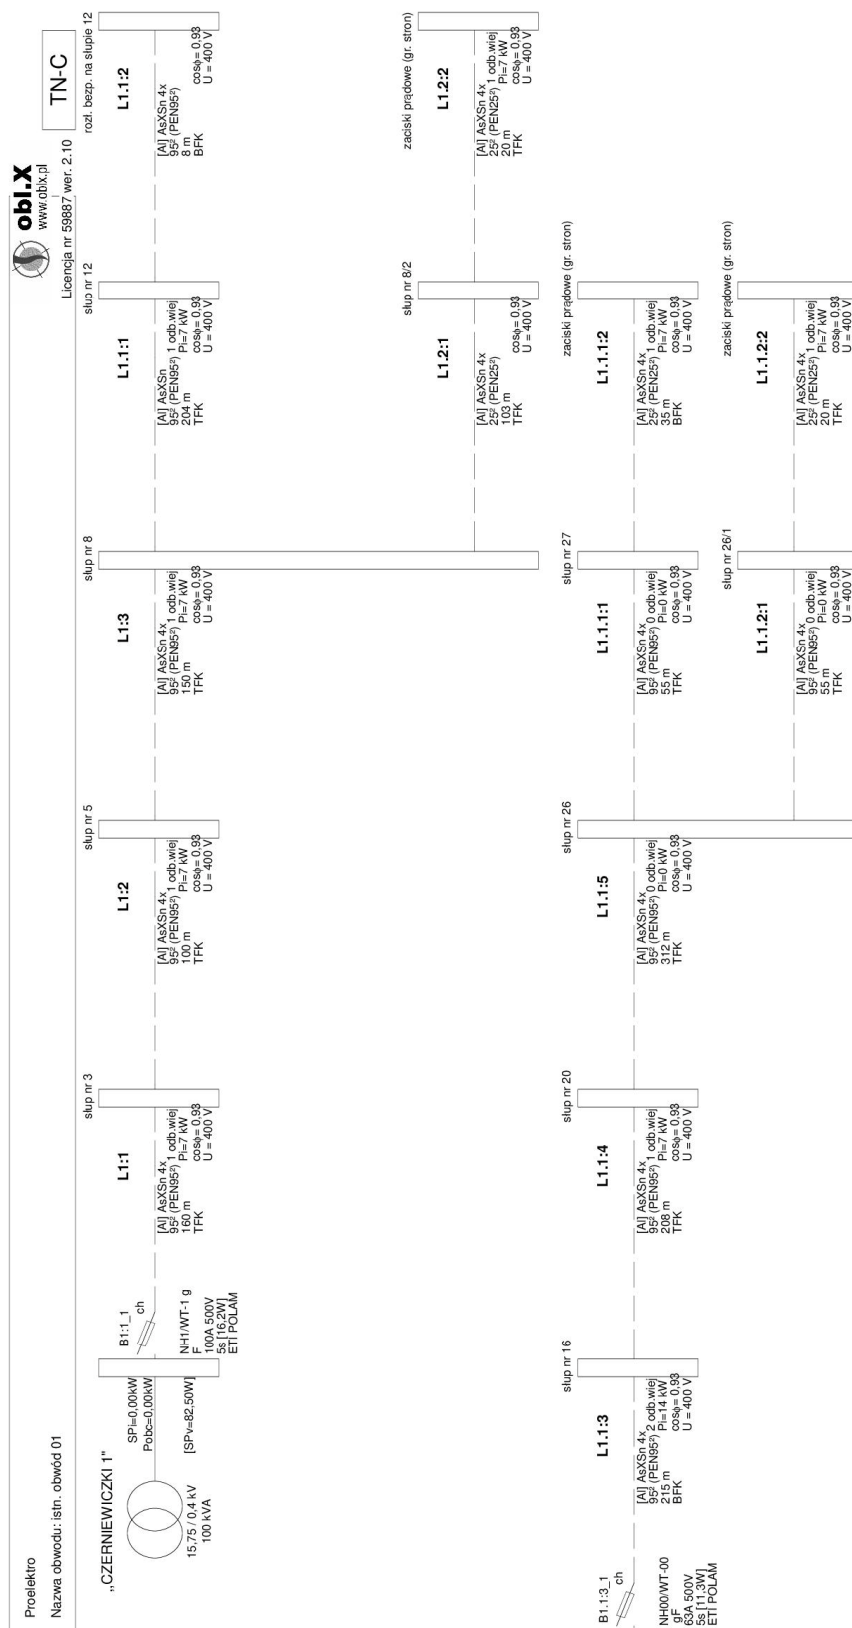 Proelektro
Nazwa obwodu: istn. obwód 01
obl.x
www.oblx.pl
Licencja nr 59887 wer. 2.10
TN-C
„CZERNIEWICZKI 1"
15,75 / 0,4 kV
100 kVA
SPi=0,00kW
Pobc=0,00kW
[SPv=82,50W]
B1:1_1
ch
NH1/WT-1 g
F
100A 500V
5s [16,2W]
ETI POLAM
L1:1
[Al] AsXSn 4x
95² (PEN95²)
160 m
TFK
1 odb.wiej
Pi=7 kW
cosφ= 0,93
U = 400 V
słup nr 3
L1:2
[Al] AsXSn 4x
95² (PEN95²)
100 m
TFK
1 odb.wiej
Pi=7 kW
cosφ= 0,93
U = 400 V
słup nr 5
L1:3
[Al] AsXSn 4x
95² (PEN95²)
150 m
TFK
1 odb.wiej
Pi=7 kW
cosφ= 0,93
U = 400 V
słup nr 8
L1.1:1
[Al] AsXSn
95² (PEN95²)
204 m
TFK
1 odb.wiej
Pi=7 kW
cosφ= 0,93
U = 400 V
słup nr 12
L1.1:2
[Al] AsXSn 4x
95² (PEN95²)
8 m
BFK
cosφ= 0,93
U = 400 V
rozł. bezp. na słupie 12
L1.2:1
[Al] AsXSn 4x
25² (PEN25²)
103 m
TFK
cosφ= 0,93
U = 400 V
słup nr 8/2
L1.2:2
[Al] AsXSn 4x
25² (PEN25²)
20 m
TFK
1 odb.wiej
Pi=7 kW
cosφ= 0,93
U = 400 V
zaciski prądowe (gr. stron)
B1.1:3_1
ch
NH00/WT-00
gF
63A 500V
5s [11,3W]
ETI POLAM
L1.1:3
[Al] AsXSn 4x
95² (PEN95²)
215 m
BFK
2 odb.wiej
Pi=14 kW
cosφ= 0,93
U = 400 V
słup nr 16
L1.1:4
[Al] AsXSn 4x
95² (PEN95²)
208 m
TFK
1 odb.wiej
Pi=7 kW
cosφ= 0,93
U = 400 V
słup nr 20
L1.1:5
[Al] AsXSn 4x
95² (PEN95²)
312 m
TFK
0 odb.wiej
Pi=0 kW
cosφ= 0,93
U = 400 V
słup nr 26
L1.1.1:1
[Al] AsXSn 4x
95² (PEN95²)
55 m
TFK
0 odb.wiej
Pi=0 kW
cosφ= 0,93
U = 400 V
słup nr 27
L1.1.1:2
[Al] AsXSn 4x
25² (PEN25²)
35 m
BFK
1 odb.wiej
Pi=7 kW
cosφ= 0,93
U = 400 V
zaciski prądowe (gr. stron)
L1.1.2:1
[Al] AsXSn 4x
95² (PEN95²)
55 m
TFK
0 odb.wiej
Pi=0 kW
cosφ= 0,93
U = 400 V
słup nr 26/1
L1.1.2:2
[Al] AsXSn 4x
25² (PEN25²)
20 m
TFK
1 odb.wiej
Pi=7 kW
cosφ= 0,93
U = 400 V
zaciski prądowe (gr. stron)